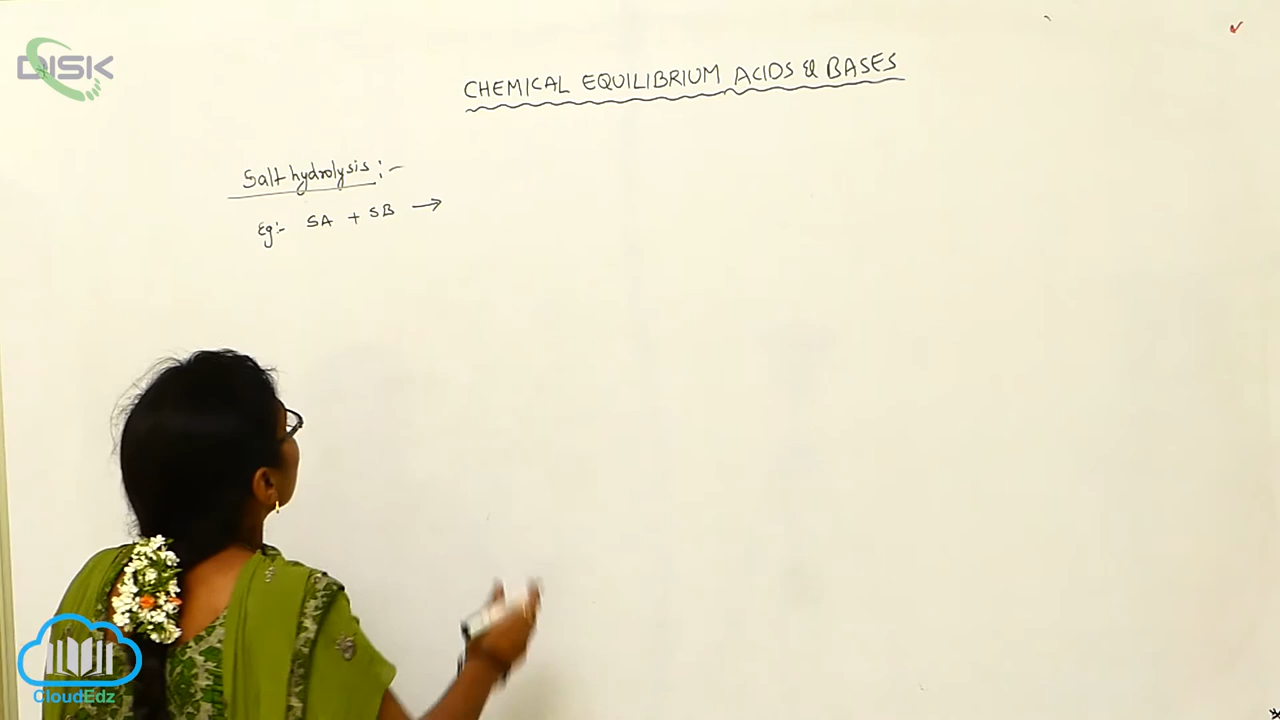 DISK
CHEMICAL EQUILIBRIUM ACIDS & BASES
Salt hydrolysis :-
Eg:- SA + SB →
CloudEdz